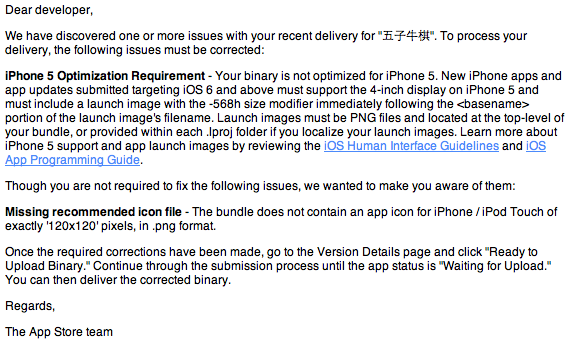 Dear developer,
We have discovered one or more issues with your recent delivery for "五子牛棋". To process your
delivery, the following issues must be corrected:
iPhone 5 Optimization Requirement - Your binary is not optimized for iPhone 5. New iPhone apps and
app updates submitted targeting iOS 6 and above must support the 4-inch display on iPhone 5 and
must include a launch image with the -568h size modifier immediately following the <basename>
portion of the launch image's filename. Launch images must be PNG files and located at the top-level of
your bundle, or provided within each .lproj folder if you localize your launch images. Learn more about
iPhone 5 support and app launch images by reviewing the iOS Human Interface Guidelines and iOS
App Programming Guide.
Though you are not required to fix the following issues, we wanted to make you aware of them:
Missing recommended icon file - The bundle does not contain an app icon for iPhone / iPod Touch of
exactly '120x120' pixels, in .png format.
Once the required corrections have been made, go to the Version Details page and click "Ready to
Upload Binary." Continue through the submission process until the app status is "Waiting for Upload."
You can then deliver the corrected binary.
Regards,
The App Store team